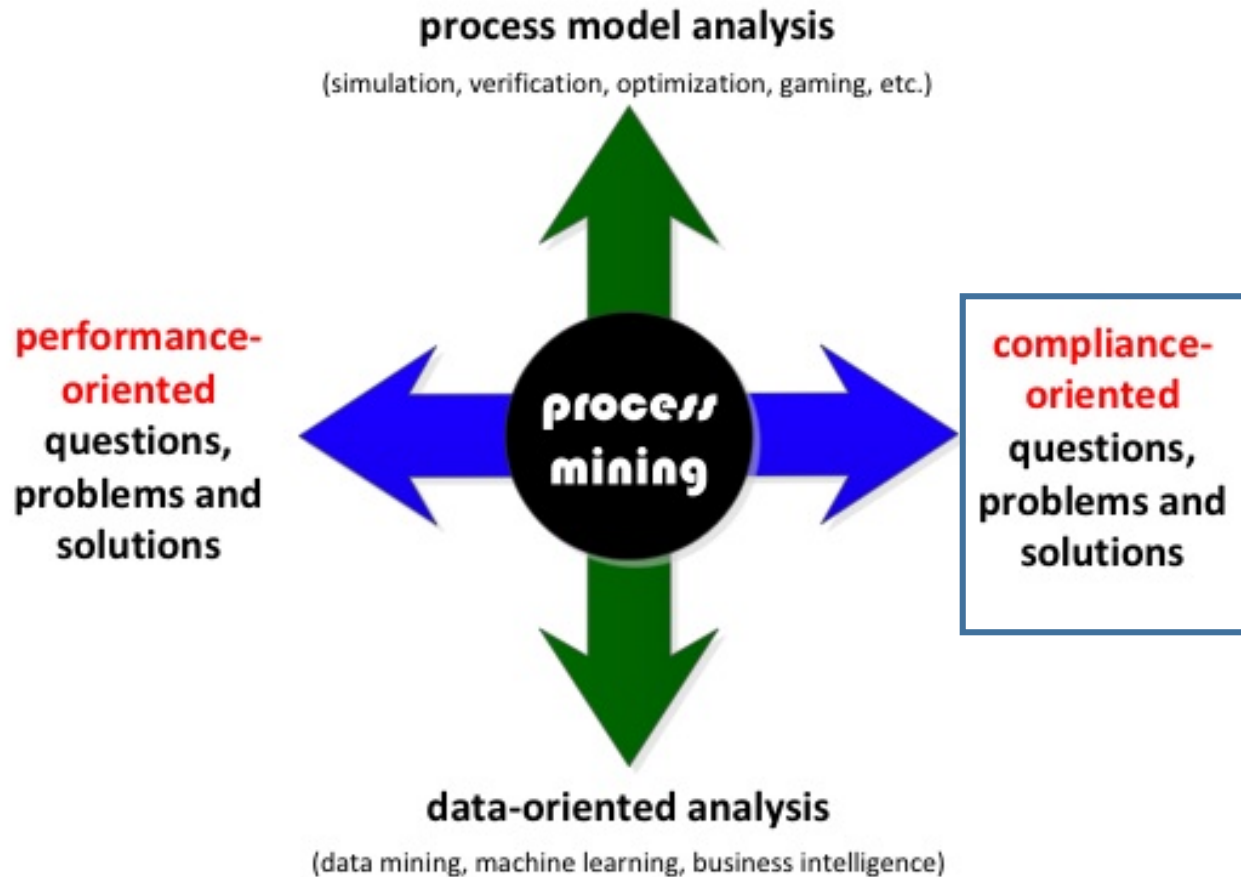 process model analysis
(simulation, verification, optimization, gaming, etc.)
performance-
oriented
questions,
problems and
solutions
process
mining
compliance-
oriented
questions,
problems and
solutions
data-oriented analysis
(data mining, machine learning, business intelligence)